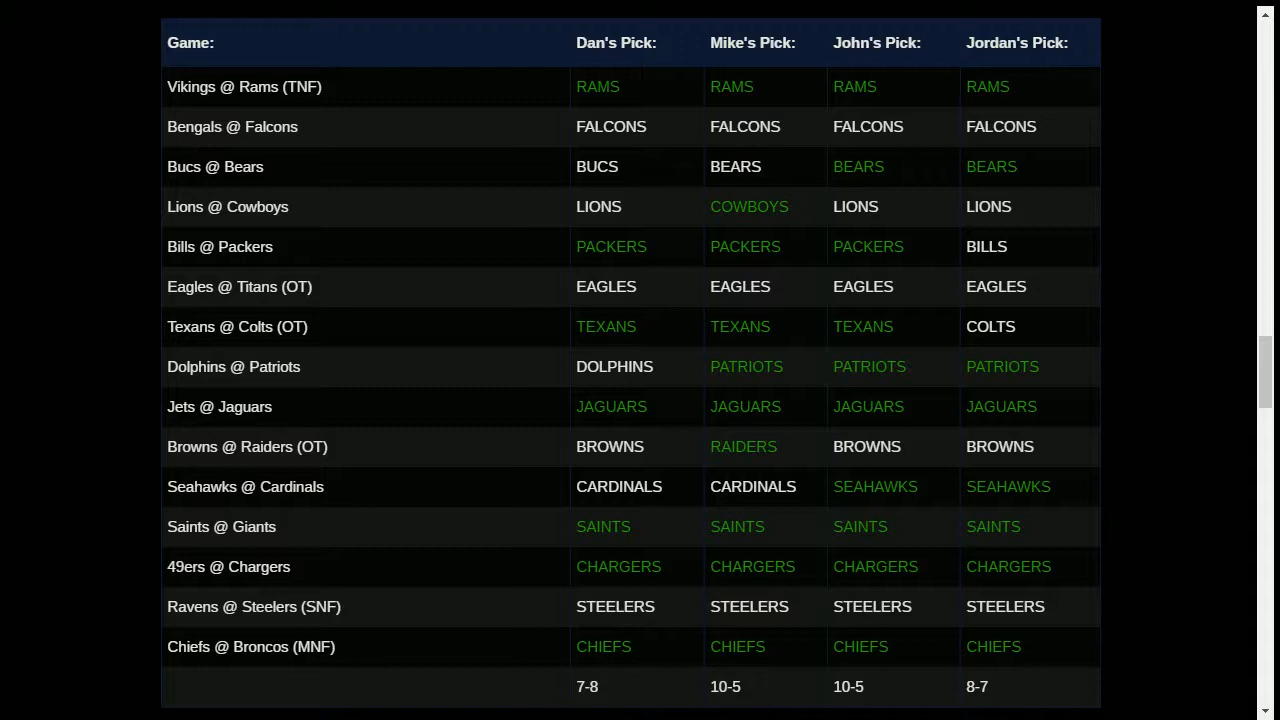 Game: Dan's Pick: Mike's Pick: John's Pick: Jordan's Pick:
Vikings @ Rams (TNF) RAMS RAMS RAMS RAMS
Bengals @ Falcons FALCONS FALCONS FALCONS FALCONS
Bucs @ Bears BUCS BEARS BEARS BEARS
Lions @ Cowboys LIONS COWBOYS LIONS LIONS
Bills @ Packers PACKERS PACKERS PACKERS BILLS
Eagles @ Titans (OT) EAGLES EAGLES EAGLES EAGLES
Texans @ Colts (OT) TEXANS TEXANS TEXANS COLTS
Dolphins @ Patriots DOLPHINS PATRIOTS PATRIOTS PATRIOTS
Jets @ Jaguars JAGUARS JAGUARS JAGUARS JAGUARS
Browns @ Raiders (OT) BROWNS RAIDERS BROWNS BROWNS
Seahawks @ Cardinals CARDINALS CARDINALS SEAHAWKS SEAHAWKS
Saints @ Giants SAINTS SAINTS SAINTS SAINTS
49ers @ Chargers CHARGERS CHARGERS CHARGERS CHARGERS
Ravens @ Steelers (SNF) STEELERS STEELERS STEELERS STEELERS
Chiefs @ Broncos (MNF) CHIEFS CHIEFS CHIEFS CHIEFS
7-8 10-5 10-5 8-7